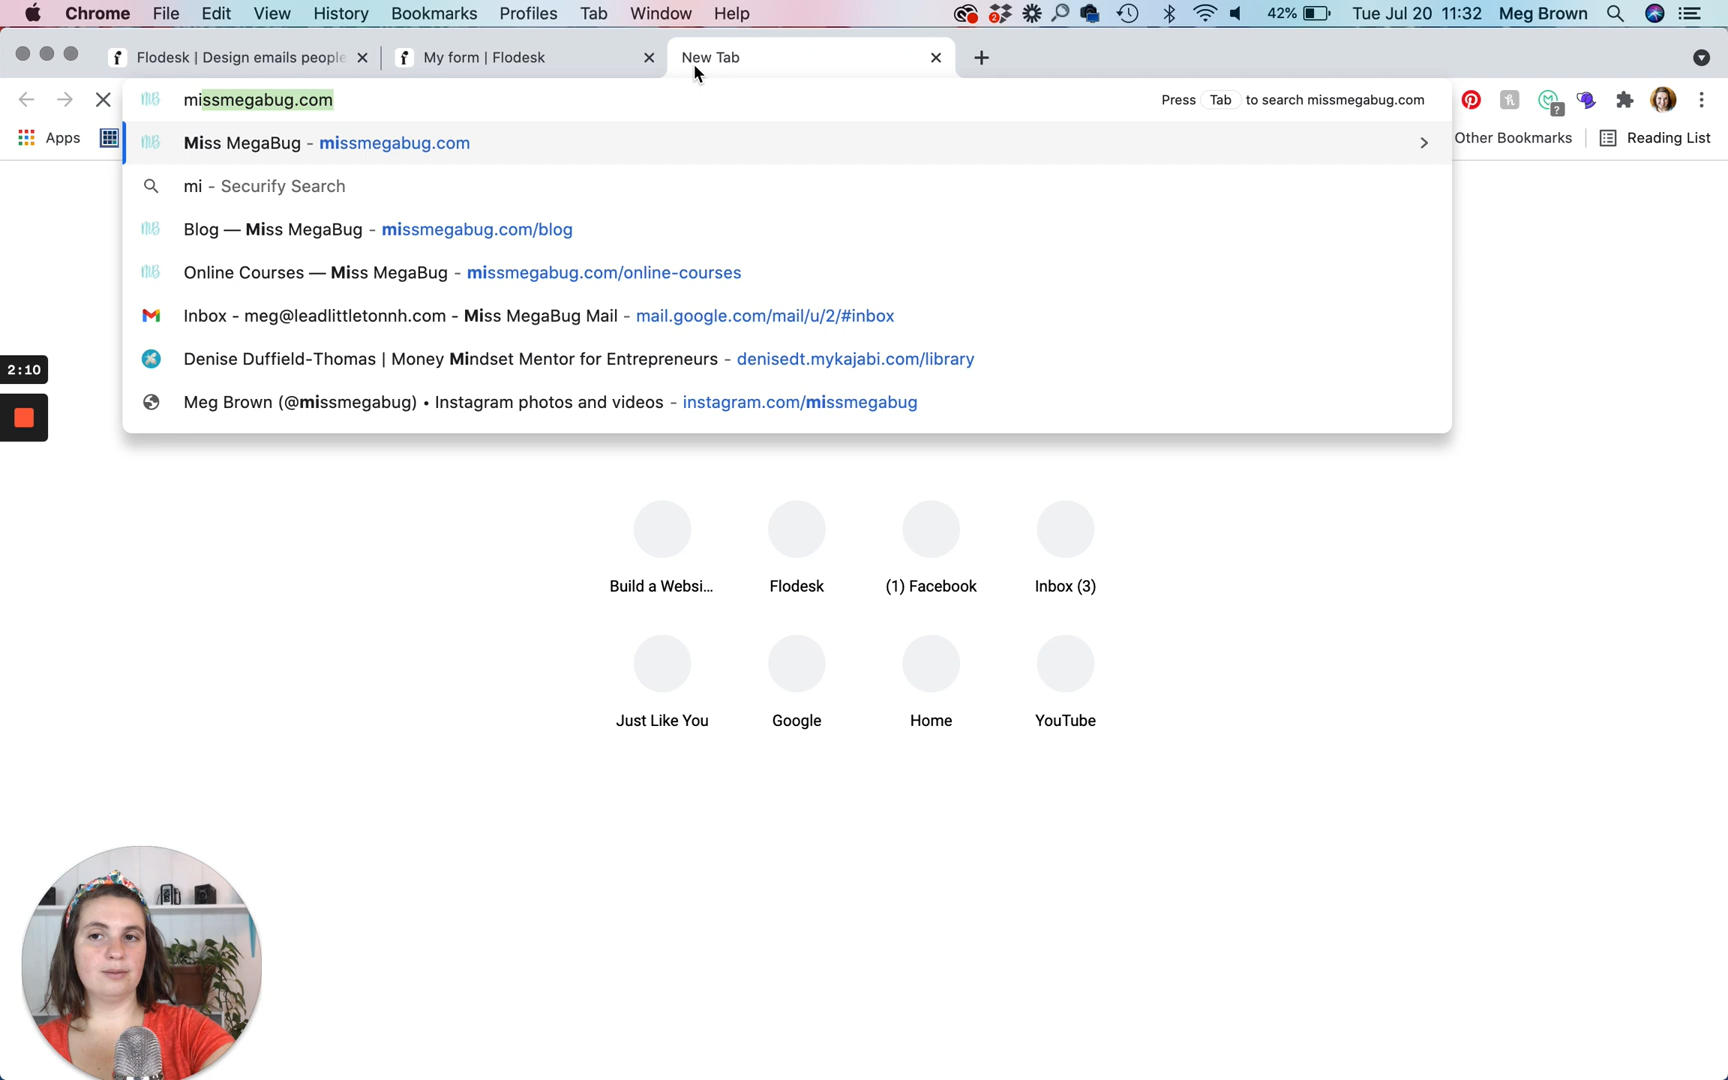 Chrome File Edit View History Bookmarks Profiles Tab Window Help 2 42% Tue Jul 20 11:32 Meg Brown
Flodesk | Design emails people
My form | Flodesk
New Tab
missmegabug.com
Press Tab to search missmegabug.com
Apps
Miss MegaBug - missmegabug.com
Other Bookmarks
Reading List
mi - Securify Search
Blog — Miss MegaBug - missmegabug.com/blog
Online Courses — Miss MegaBug - missmegabug.com/online-courses
Inbox - meg@leadlittletonnh.com - Miss MegaBug Mail - mail.google.com/mail/u/2/#inbox
Denise Duffield-Thomas | Money Mindset Mentor for Entrepreneurs - denisedt.mykajabi.com/library
2:10
Meg Brown (@missmegabug) • Instagram photos and videos - instagram.com/missmegabug
Build a Websi...
Flodesk
(1) Facebook
Inbox (3)
Just Like You
Google
Home
YouTube